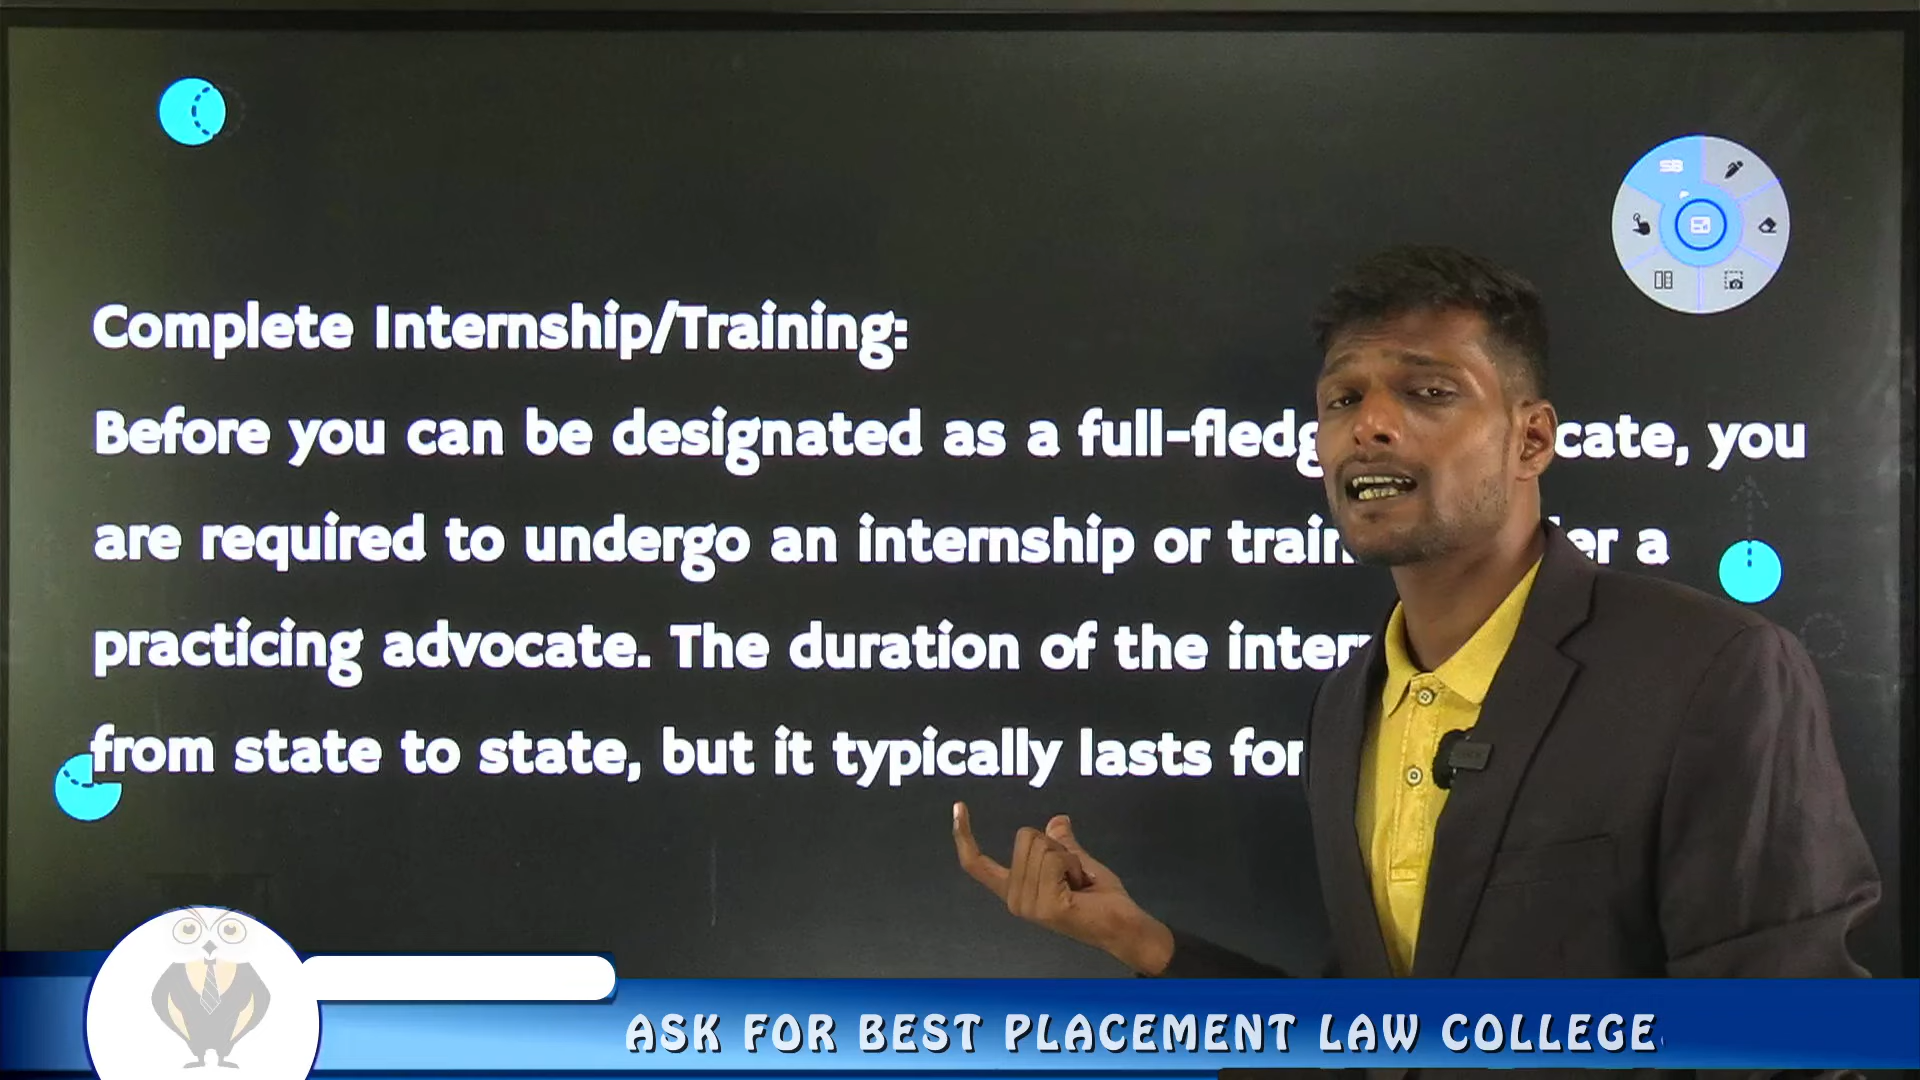 Complete Internship/Training:
Before you can be designated as a full-fledg cate, you
are required to undergo an internship or train er a
practicing advocate. The duration of the inter
from state to state, but it typically lasts for
ASK FOR BEST PLACEMENT LAW COLLEGE